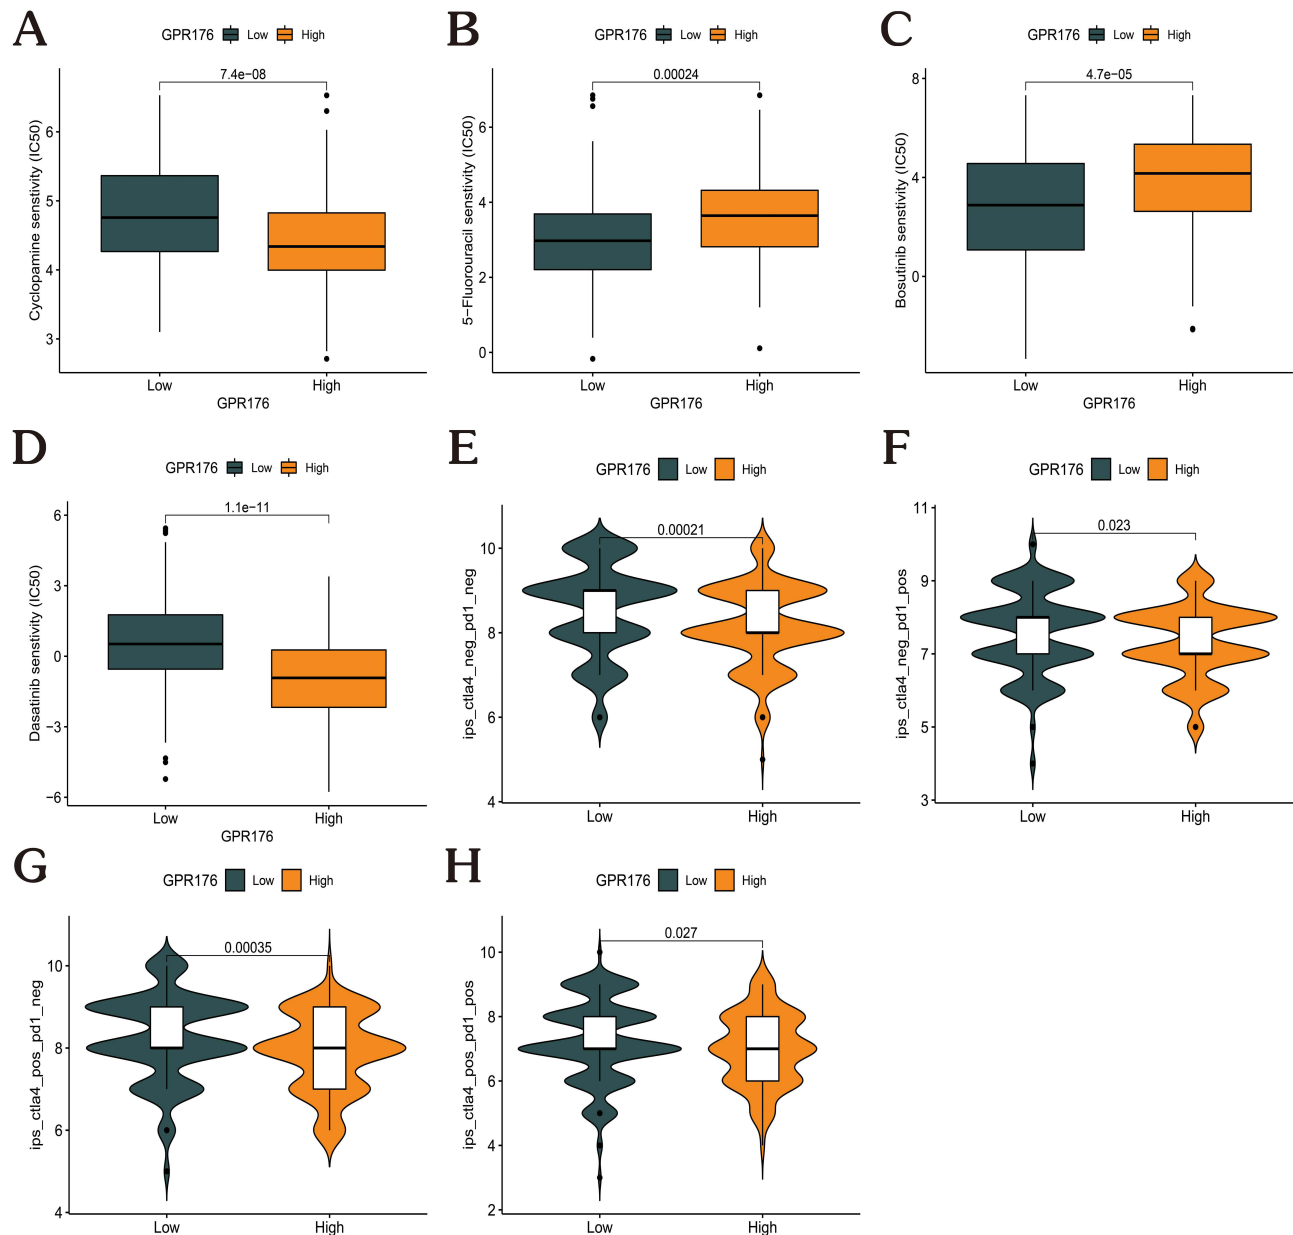 A
GPR176 Low High
7.4e−08
Cyclopamine senstivity (IC50)
6
5
4
3
Low High
GPR176
B
GPR176 Low High
0.00024
5−Fluorouracil senstivity (IC50)
6
4
2
0
Low High
GPR176
C
GPR176 Low High
4.7e−05
Bosutinib senstivity (IC50)
8
4
0
Low High
GPR176
D
GPR176 Low High
1.1e−11
Dasatinib senstivity (IC50)
6
3
0
−3
−6
Low High
GPR176
E
GPR176 Low High
0.00021
ips_ctla4_neg_pd1_neg
10
8
6
4
Low High
F
GPR176 Low High
0.023
ips_ctla4_neg_pd1_pos
11
9
7
5
3
Low High
G
GPR176 Low High
0.00035
ips_ctla4_pos_pd1_neg
10
8
6
4
Low High
H
GPR176 Low High
0.027
ips_ctla4_pos_pd1_pos
10
8
6
4
2
Low High